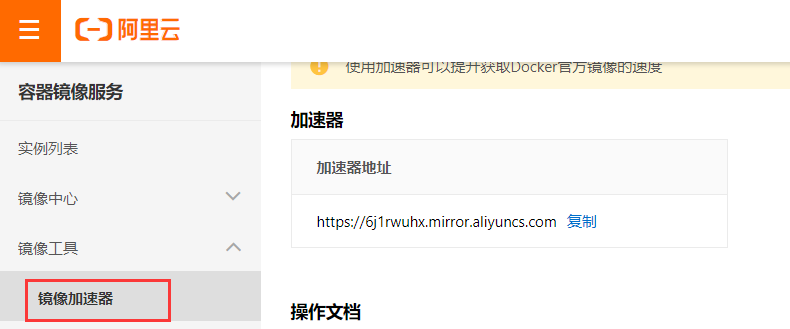 阿里云
使用加速器可以提升获取Docker官方镜像的速度
容器镜像服务
加速器
实例列表
加速器地址
镜像中心
https://6j1rwuhx.mirror.aliyuncs.com 复制
镜像工具
镜像加速器
操作文档